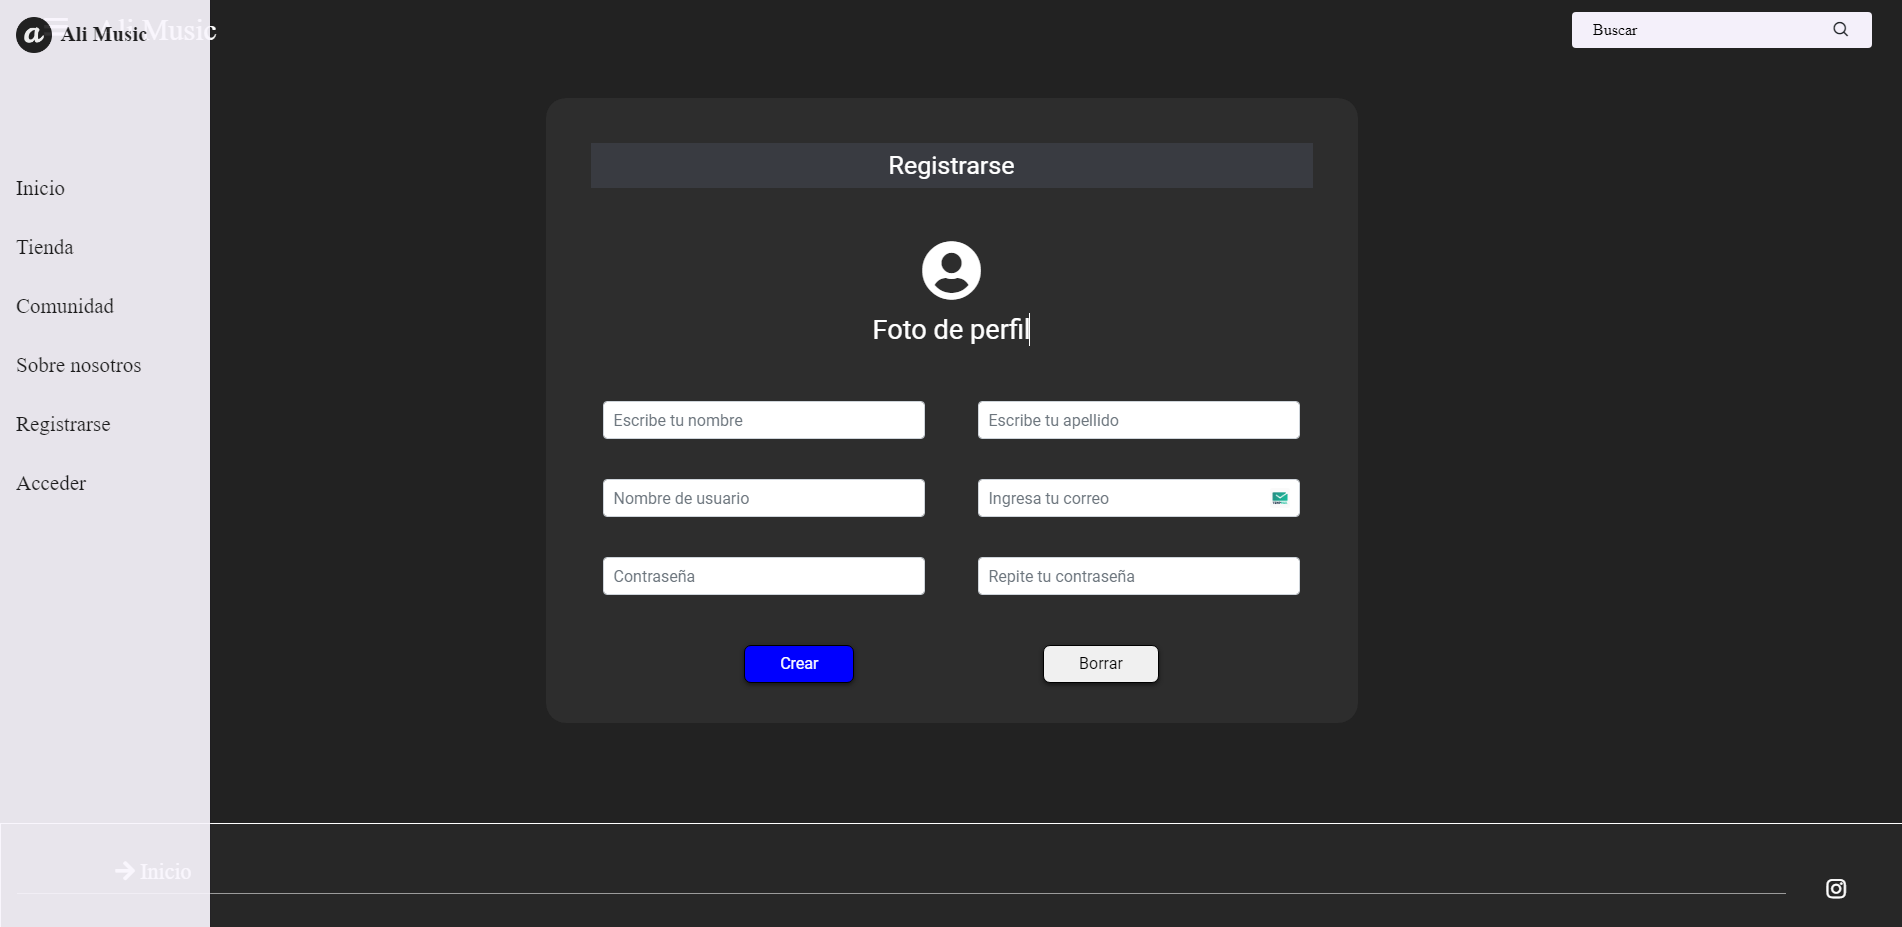 a Ali Music
Ali Music
Buscar
Inicio
Tienda
Comunidad
Sobre nosotros
Registrarse
Acceder
Registrarse
Foto de perfil
Escribe tu nombre
Escribe tu apellido
Nombre de usuario
Ingresa tu correo
Contraseña
Repite tu contraseña
Crear
Borrar
Inicio